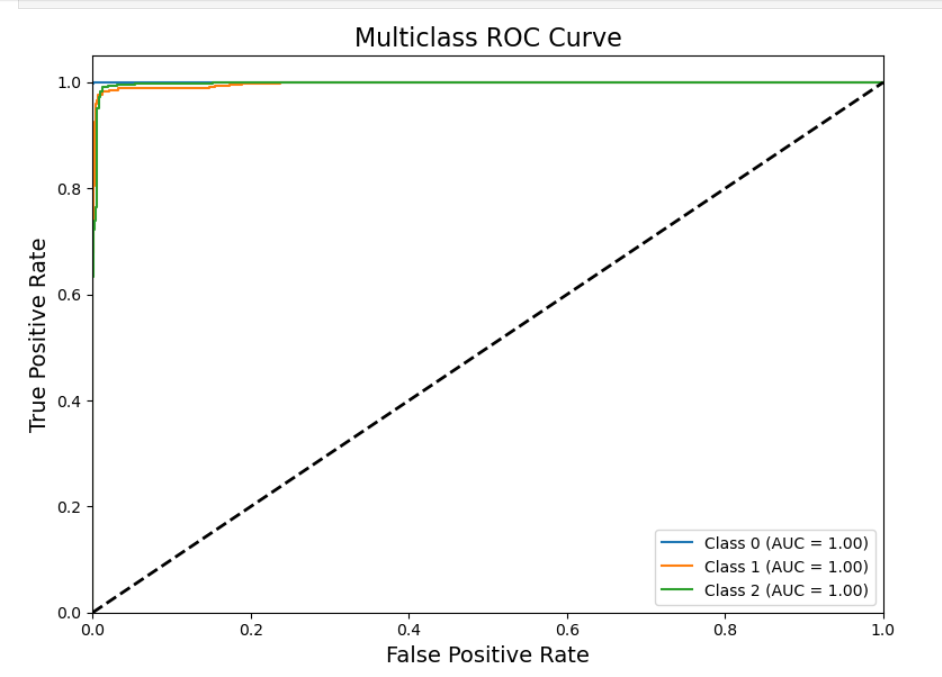 Multiclass ROC Curve
1.0
0.8
0.6
0.4
0.2
0.0
True Positive Rate
0.0 0.2 0.4 0.6 0.8 1.0
False Positive Rate
Class 0 (AUC = 1.00)
Class 1 (AUC = 1.00)
Class 2 (AUC = 1.00)